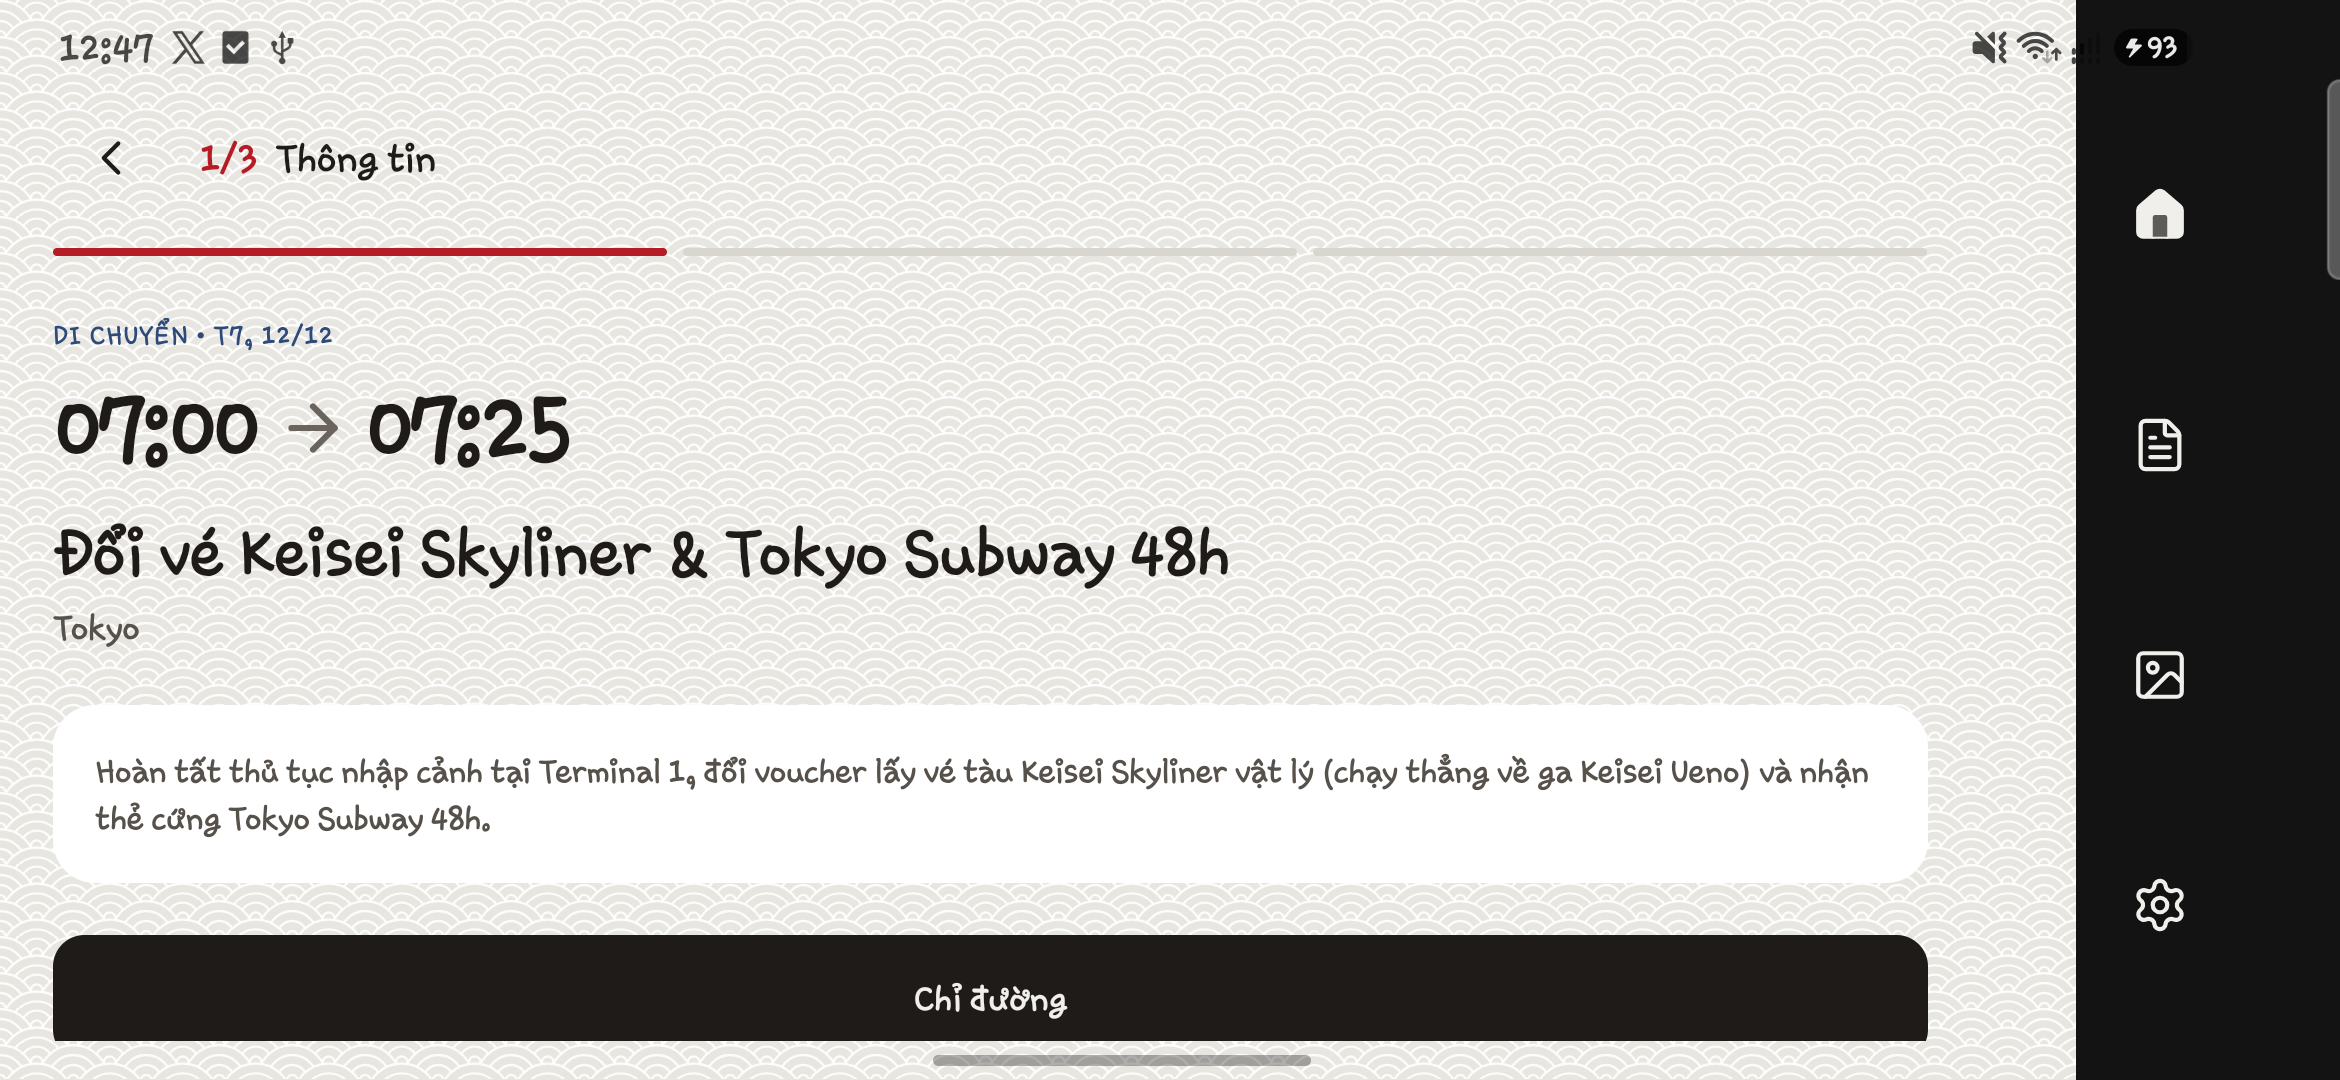 12:47
93
1/3 Thông tin
DI CHUYỂN • T7, 12/12
07:00 → 07:25
Đổi vé Keisei Skyliner & Tokyo Subway 48h
Tokyo
Hoàn tất thủ tục nhập cảnh tại Terminal 1, đổi voucher lấy vé tàu Keisei Skyliner vật lý (chạy thẳng về ga Keisei Ueno) và nhận
thẻ cứng Tokyo Subway 48h.
Chỉ đường